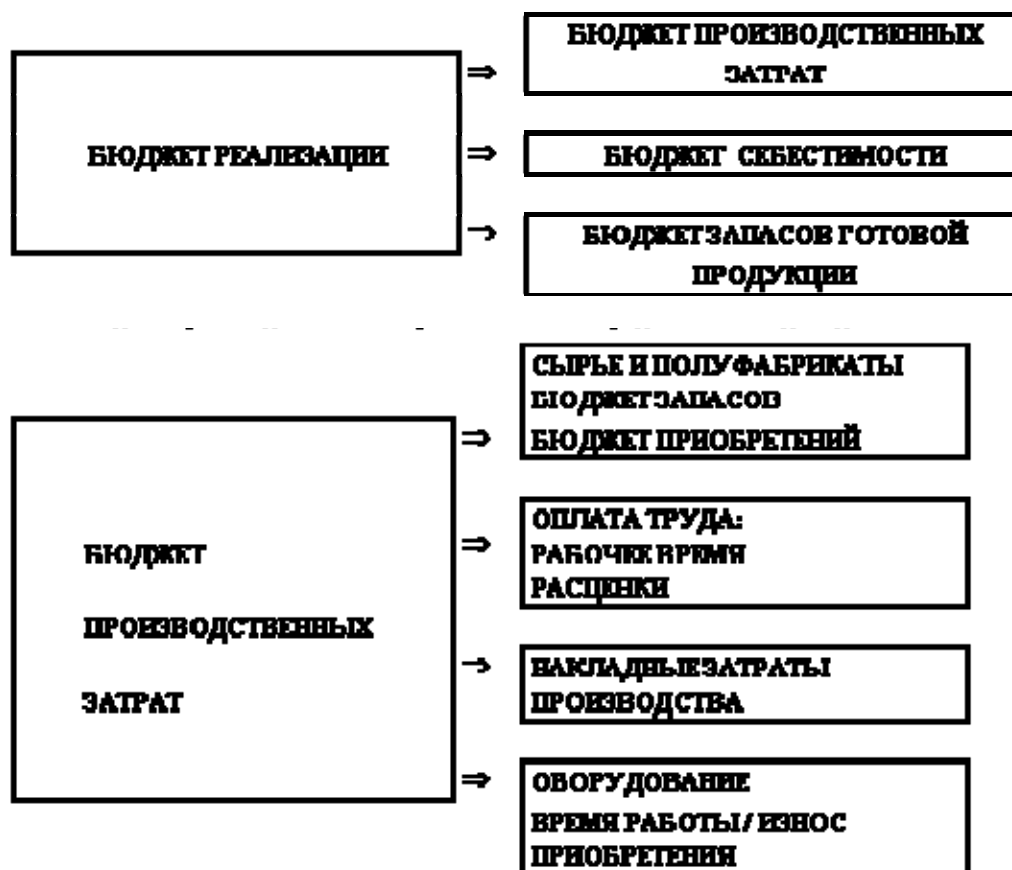 БЮДЖЕТ РЕАЛИЗАЦИИ
БЮДЖЕТ ПРОИЗВОДСТВЕННЫХ
ЗАТРАТ
БЮДЖЕТ СЕБЕСТИМОСТИ
БЮДЖЕТ ЗАПАСОВ ГОТОВОЙ
ПРОДУКЦИИ
БЮДЖЕТ
ПРОИЗВОДСТВЕННЫХ
ЗАТРАТ
СЫРЬЕ И ПОЛУФАБРИКАТЫ
БЮДЖЕТ ЗАПАСОВ
БЮДЖЕТ ПРИОБРЕТЕНИЙ
ОПЛАТА ТРУДА:
РАБОЧЕЕ ВРЕМЯ
РАСЦЕНКИ
НАКЛАДНЫЕ ЗАТРАТЫ
ПРОИЗВОДСТВА
ОБОРУДОВАНИЕ
ВРЕМЯ РАБОТЫ / ИЗНОС
ПРИОБРЕТЕНИЯ